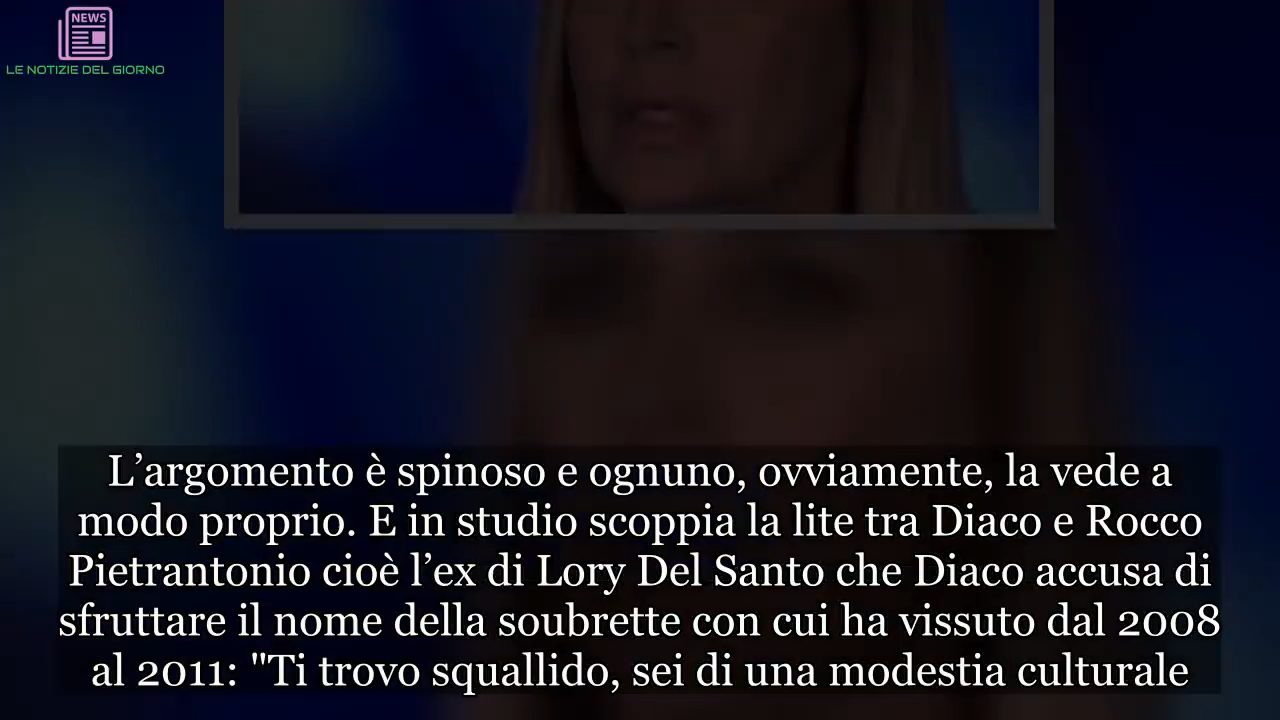 NEWS
LE NOTIZIE DEL GIORNO
L’argomento è spinoso e ognuno, ovviamente, la vede a
modo proprio. E in studio scoppia la lite tra Diaco e Rocco
Pietrantonio cioè l’ex di Lory Del Santo che Diaco accusa di
sfruttare il nome della soubrette con cui ha vissuto dal 2008
al 2011: "Ti trovo squallido, sei di una modestia culturale